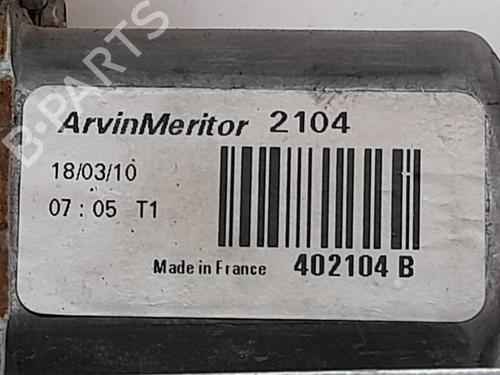 B-PARTS
ArvinMeritor 2104
18/03/10
07 : 05 T1
Made in France 402104 B